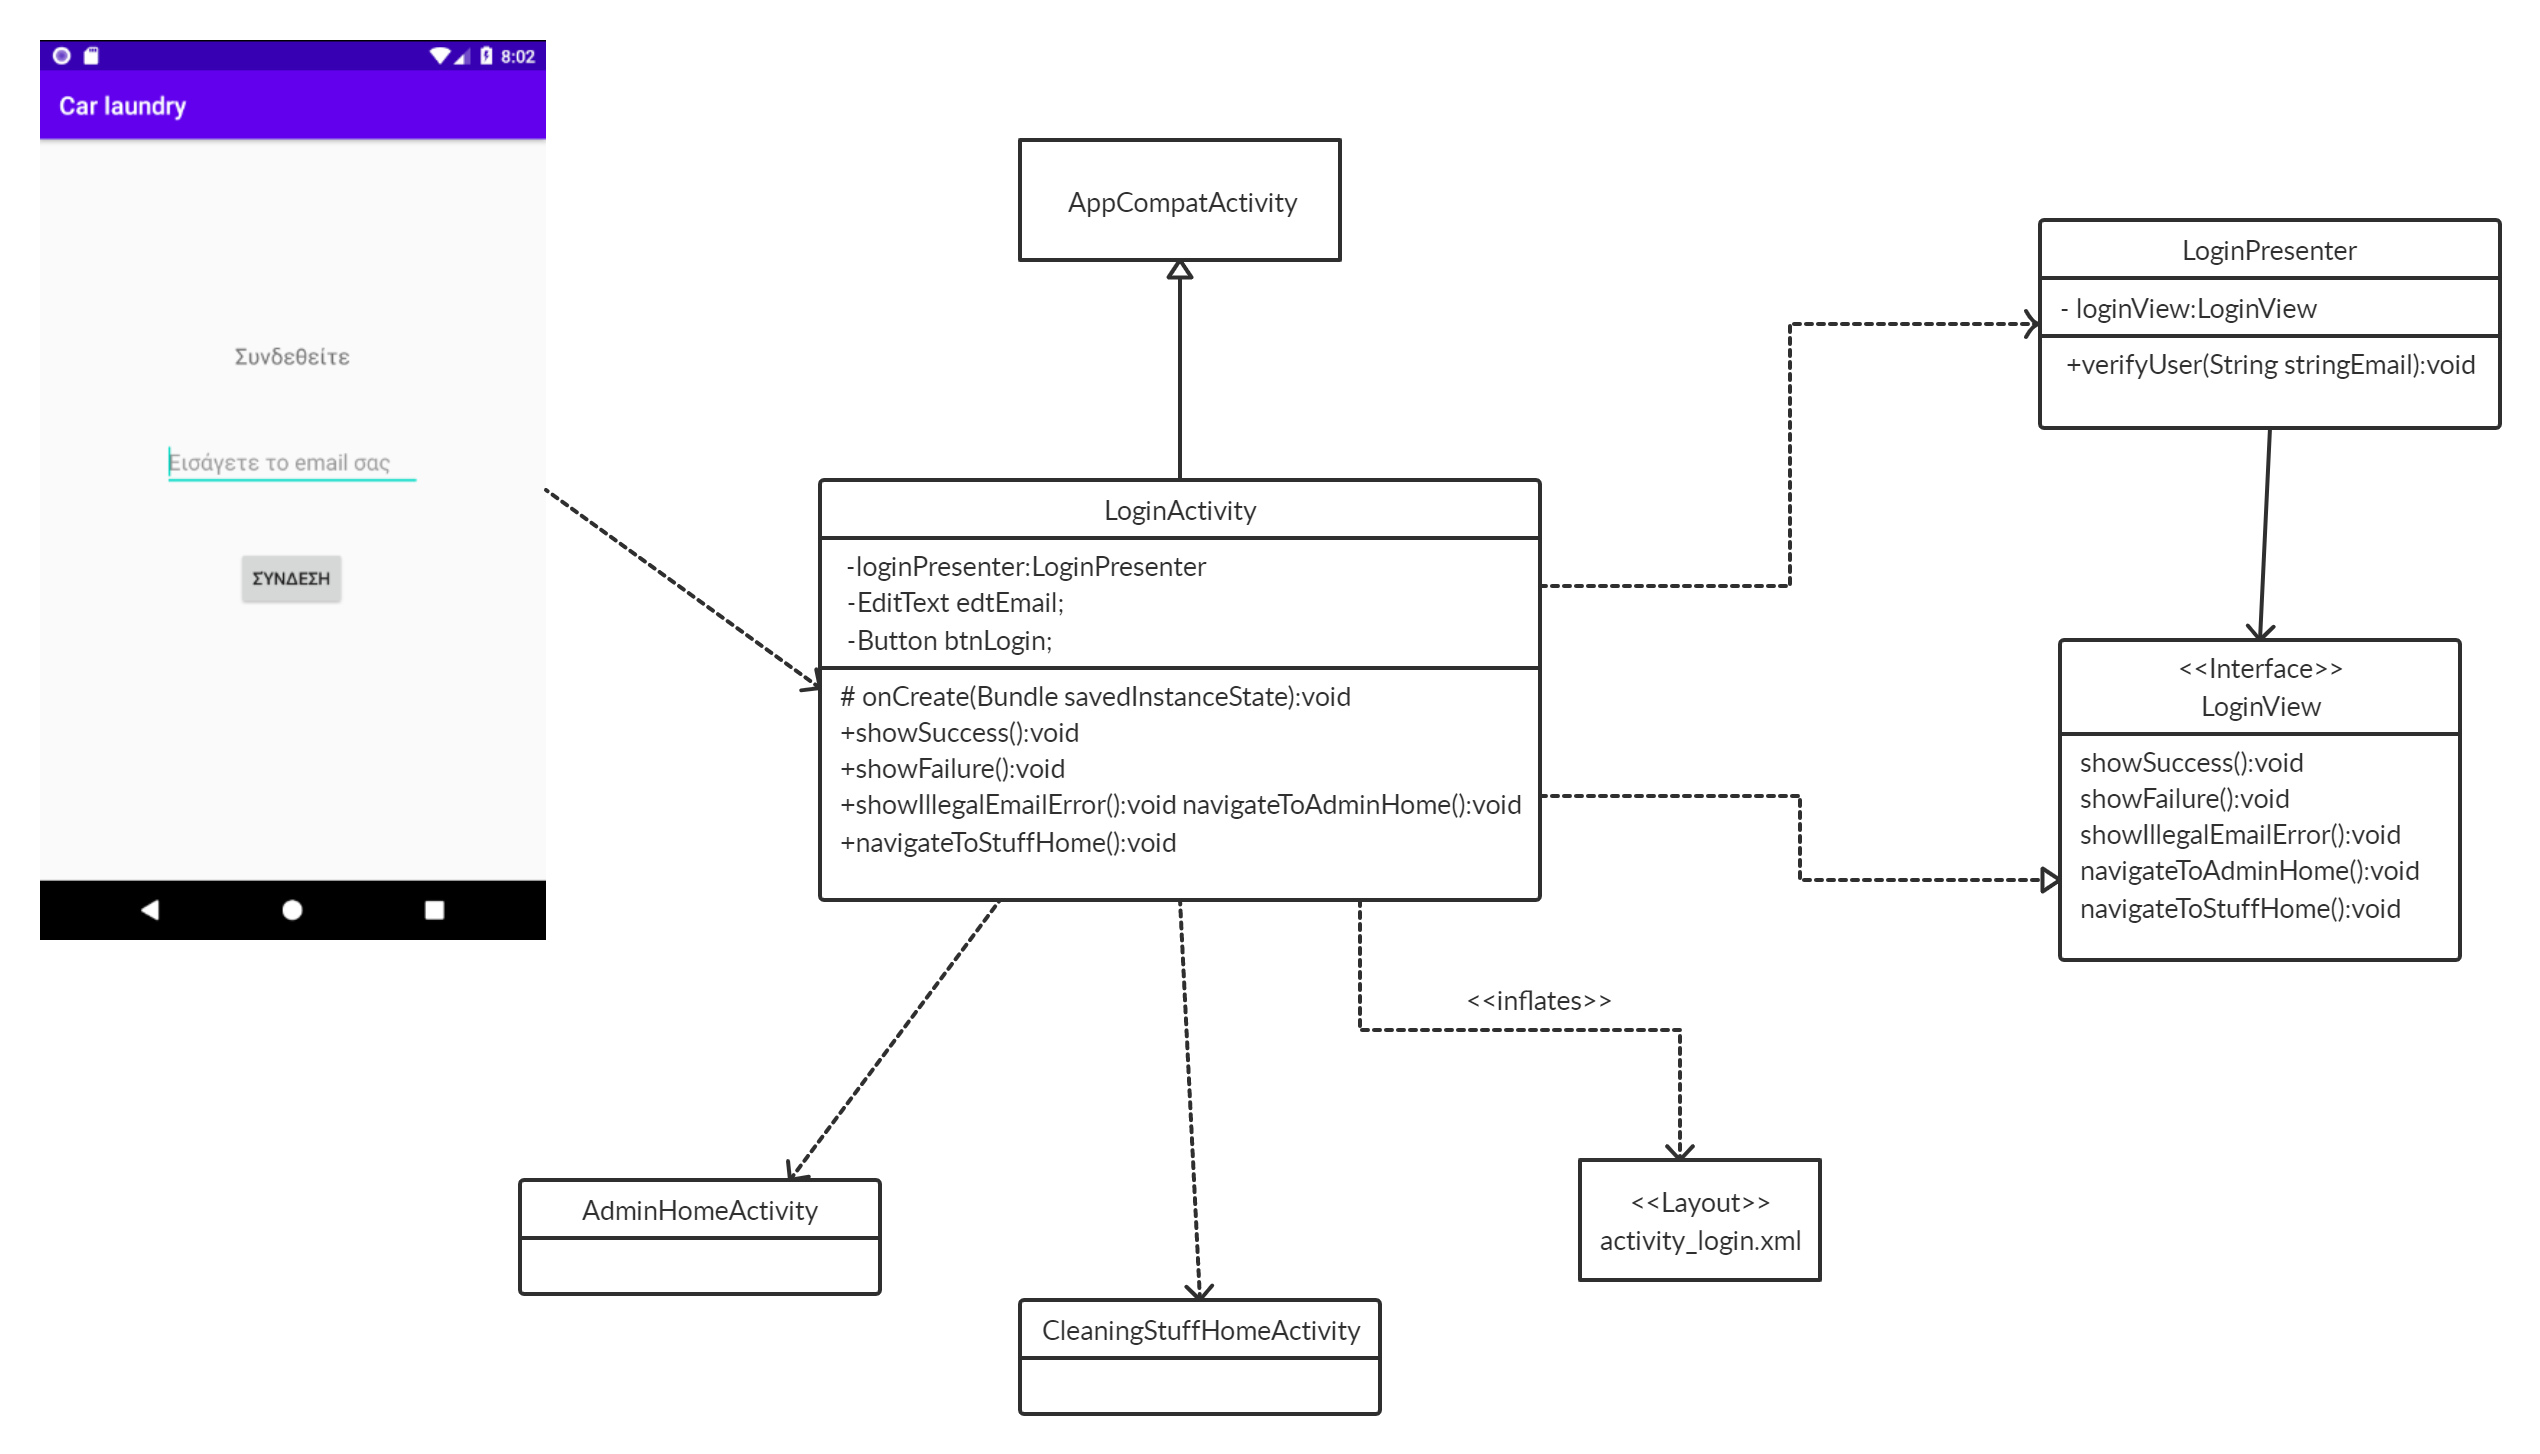 8:02
Car laundry
Συνδεθείτε
Εισάγετε το email σας
ΣΎΝΔΕΣΗ
AppCompatActivity
LoginActivity
-loginPresenter:LoginPresenter
-EditText edtEmail;
-Button btnLogin;
# onCreate(Bundle savedInstanceState):void
+showSuccess():void
+showFailure():void
+showIllegalEmailError():void navigateToAdminHome():void
+navigateToStuffHome():void
LoginPresenter
- loginView:LoginView
+verifyUser(String stringEmail):void
<<Interface>>
LoginView
showSuccess():void
showFailure():void
showIllegalEmailError():void
navigateToAdminHome():void
navigateToStuffHome():void
<<inflates>>
<<Layout>>
activity_login.xml
AdminHomeActivity
CleaningStuffHomeActivity